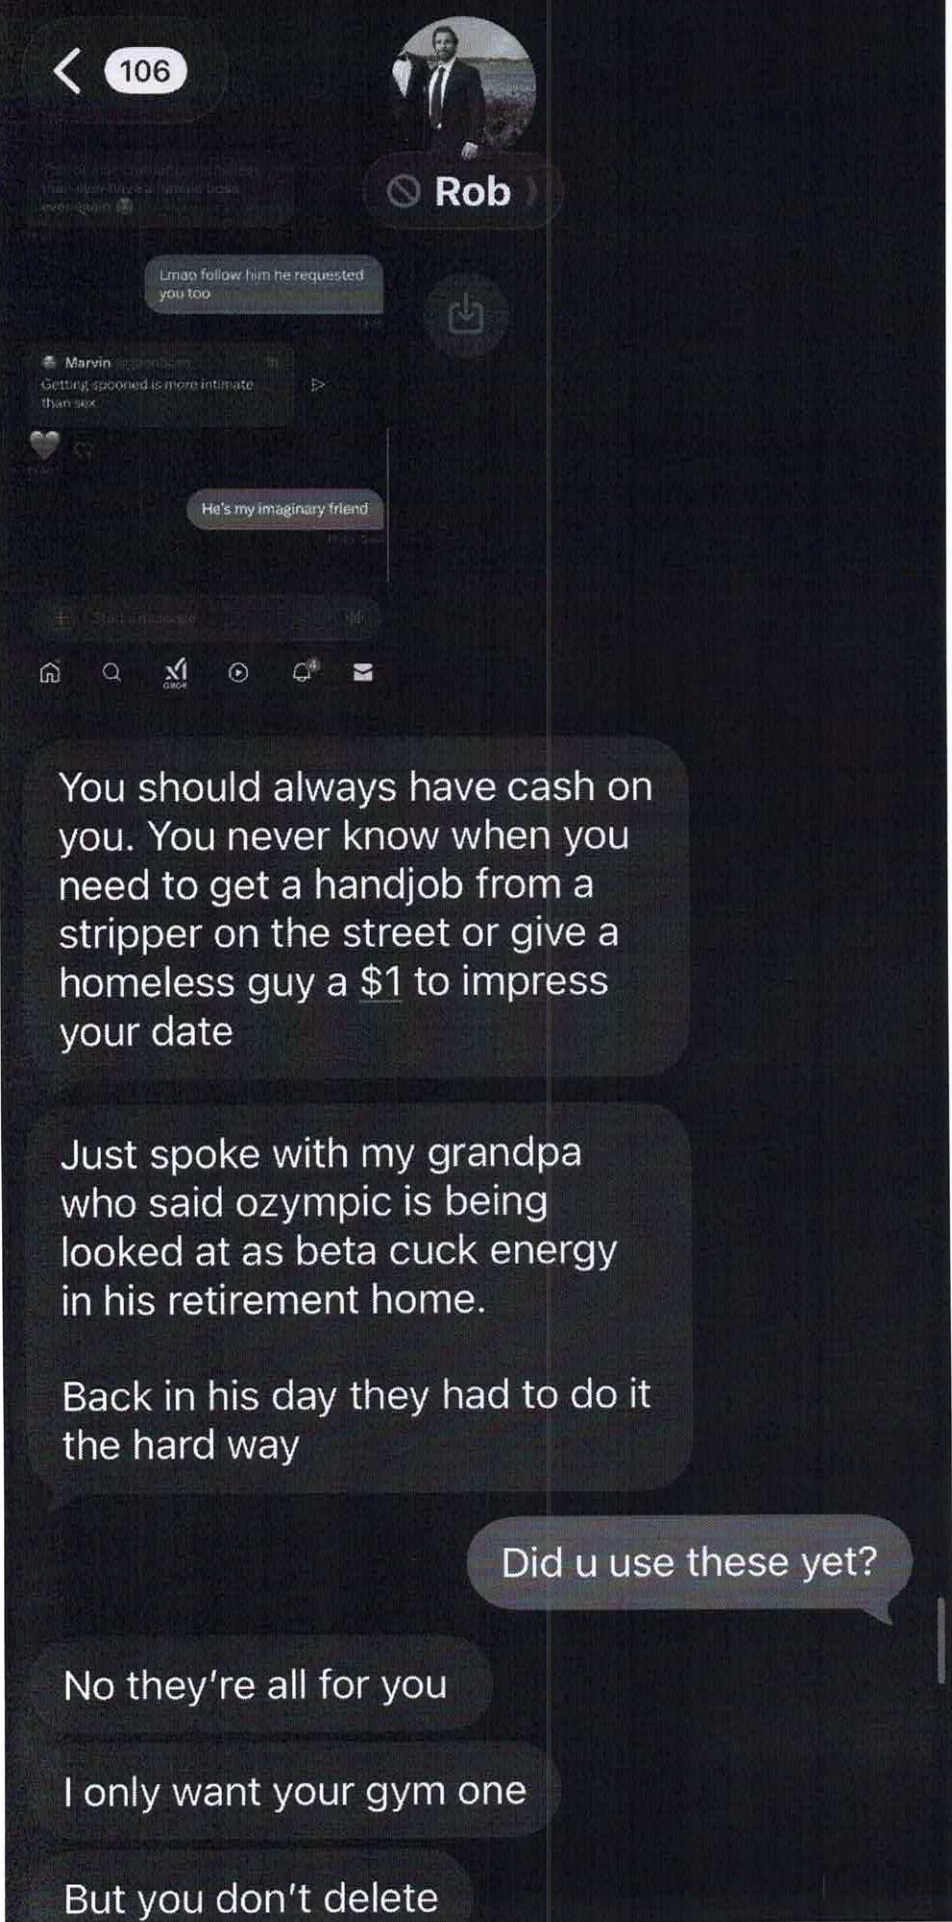 106
Rob
ever again
Lmao follow him he requested
you too
Marvin
Getting spooned is more intimate
than sex
He's my imaginary friend
GROK
4
You should always have cash on
you. You never know when you
need to get a handjob from a
stripper on the street or give a
homeless guy a $1 to impress
your date
Just spoke with my grandpa
who said ozympic is being
looked at as beta cuck energy
in his retirement home.
Back in his day they had to do it
the hard way
Did u use these yet?
No they're all for you
I only want your gym one
But you don't delete